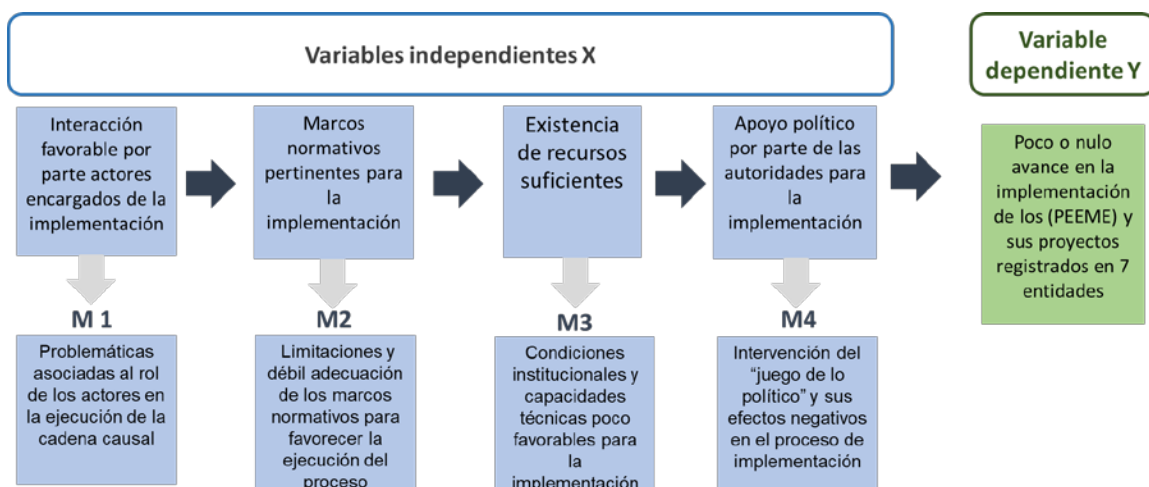 Variables independientes X
Variable
dependiente Y
Interacción
favorable por
parte actores
encargados de la
implementación
Marcos
normativos
pertinentes para
la
implementación
Existencia
de recursos
suficientes
Apoyo político
por parte de las
autoridades para
la
implementación
Poco o nulo
avance en la
implementación
de los (PEEME) y
sus proyectos
registrados en 7
entidades
M 1
M2
M3
M4
Problemáticas
asociadas al rol
de los actores en
la ejecución de la
cadena causal
Limitaciones y
débil adecuación
de los marcos
normativos para
favorecer la
ejecución del
proceso
Condiciones
institucionales y
capacidades
técnicas poco
favorables para
la
implementación
Intervención del
“juego de lo
político” y sus
efectos negativos
en el proceso de
implementación